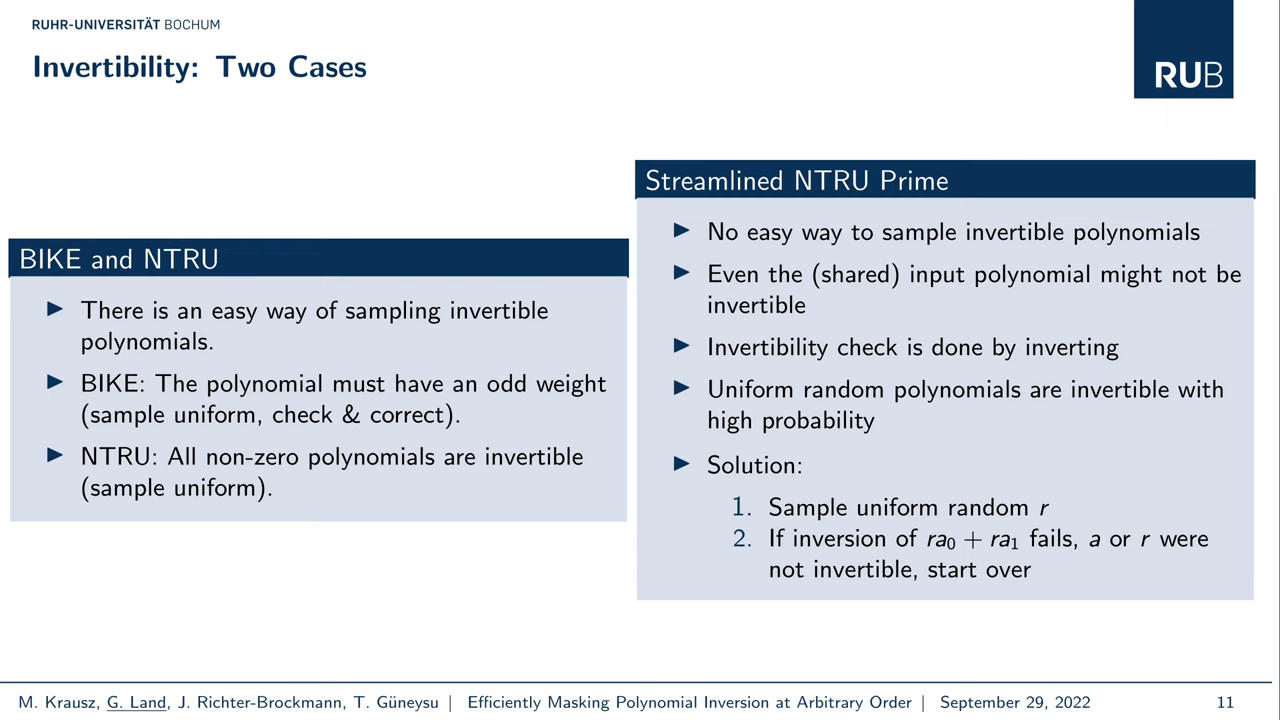 RUHR-UNIVERSITÄT BOCHUM
Invertibility: Two Cases
RUB
BIKE and NTRU
▶ There is an easy way of sampling invertible
polynomials.
▶ BIKE: The polynomial must have an odd weight
(sample uniform, check & correct).
▶ NTRU: All non-zero polynomials are invertible
(sample uniform).
Streamlined NTRU Prime
▶ No easy way to sample invertible polynomials
▶ Even the (shared) input polynomial might not be
invertible
▶ Invertibility check is done by inverting
▶ Uniform random polynomials are invertible with
high probability
▶ Solution:
1. Sample uniform random r
2. If inversion of ra₀ + ra₁ fails, a or r were
not invertible, start over
M. Krausz, G. Land, J. Richter-Brockmann, T. Güneysu | Efficiently Masking Polynomial Inversion at Arbitrary Order | September 29, 2022 11